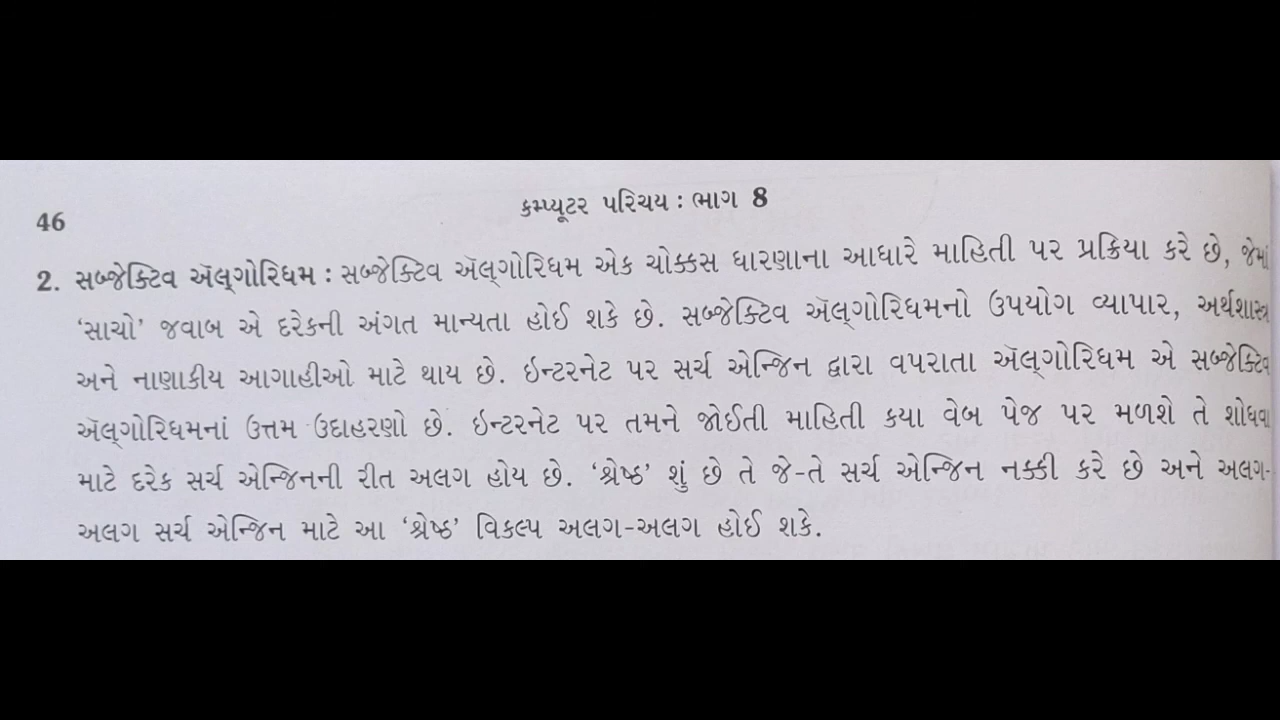 46
કમ્પ્યૂટર પરિચય : ભાગ 8
2. સબ્જેક્ટિવ ઍલ્ગોરિધમ : સબ્જેક્ટિવ ઍલ્ગોરિધમ એક ચોક્કસ ધારણાના આધારે માહિતી પર પ્રક્રિયા કરે છે, જેમાં
‘સાચો’ જવાબ એ દરેકની અંગત માન્યતા હોઈ શકે છે. સબ્જેક્ટિવ ઍલ્ગોરિધમનો ઉપયોગ વ્યાપાર, અર્થશાસ્ત્ર
અને નાણાકીય આગાહીઓ માટે થાય છે. ઇન્ટરનેટ પર સર્ચ એન્જિન દ્વારા વપરાતા ઍલ્ગોરિધમ એ સબ્જેક્ટિવ
ઍલ્ગોરિધમનાં ઉત્તમ ઉદાહરણો છે. ઇન્ટરનેટ પર તમને જોઈતી માહિતી કયા વેબ પેજ પર મળશે તે શોધવા
માટે દરેક સર્ચ એન્જિનની રીત અલગ હોય છે. ‘શ્રેષ્ઠ’ શું છે તે જે-તે સર્ચ એન્જિન નક્કી કરે છે અને અલગ-
અલગ સર્ચ એન્જિન માટે આ ‘શ્રેષ્ઠ’ વિકલ્પ અલગ-અલગ હોઈ શકે.